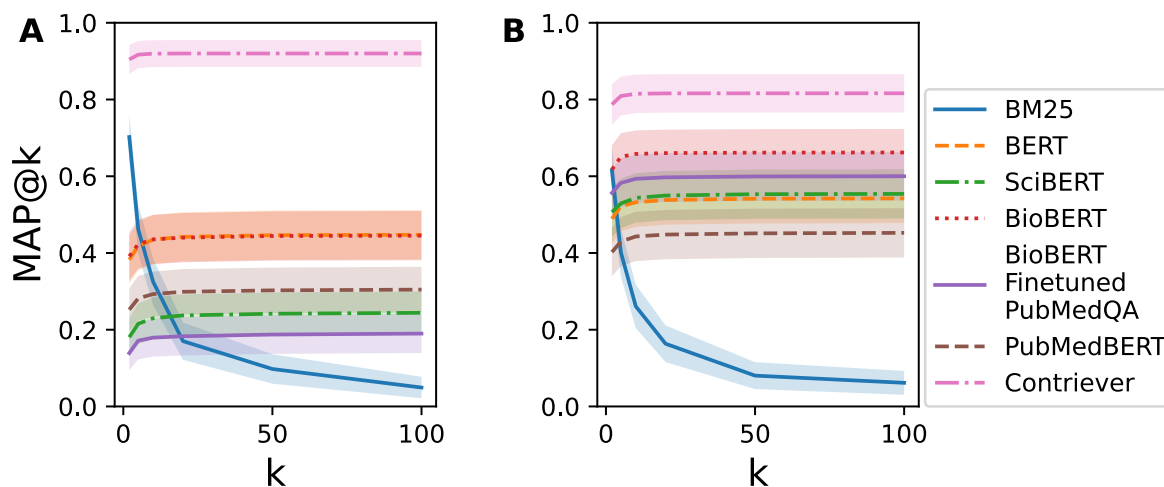 A
B
MAP@k
1.0
0.8
0.6
0.4
0.2
0.0
0
50
100
k
1.0
0.8
0.6
0.4
0.2
0.0
0
50
100
k
BM25
BERT
SciBERT
BioBERT
BioBERT
Finetuned
PubMedQA
PubMedBERT
Contriever